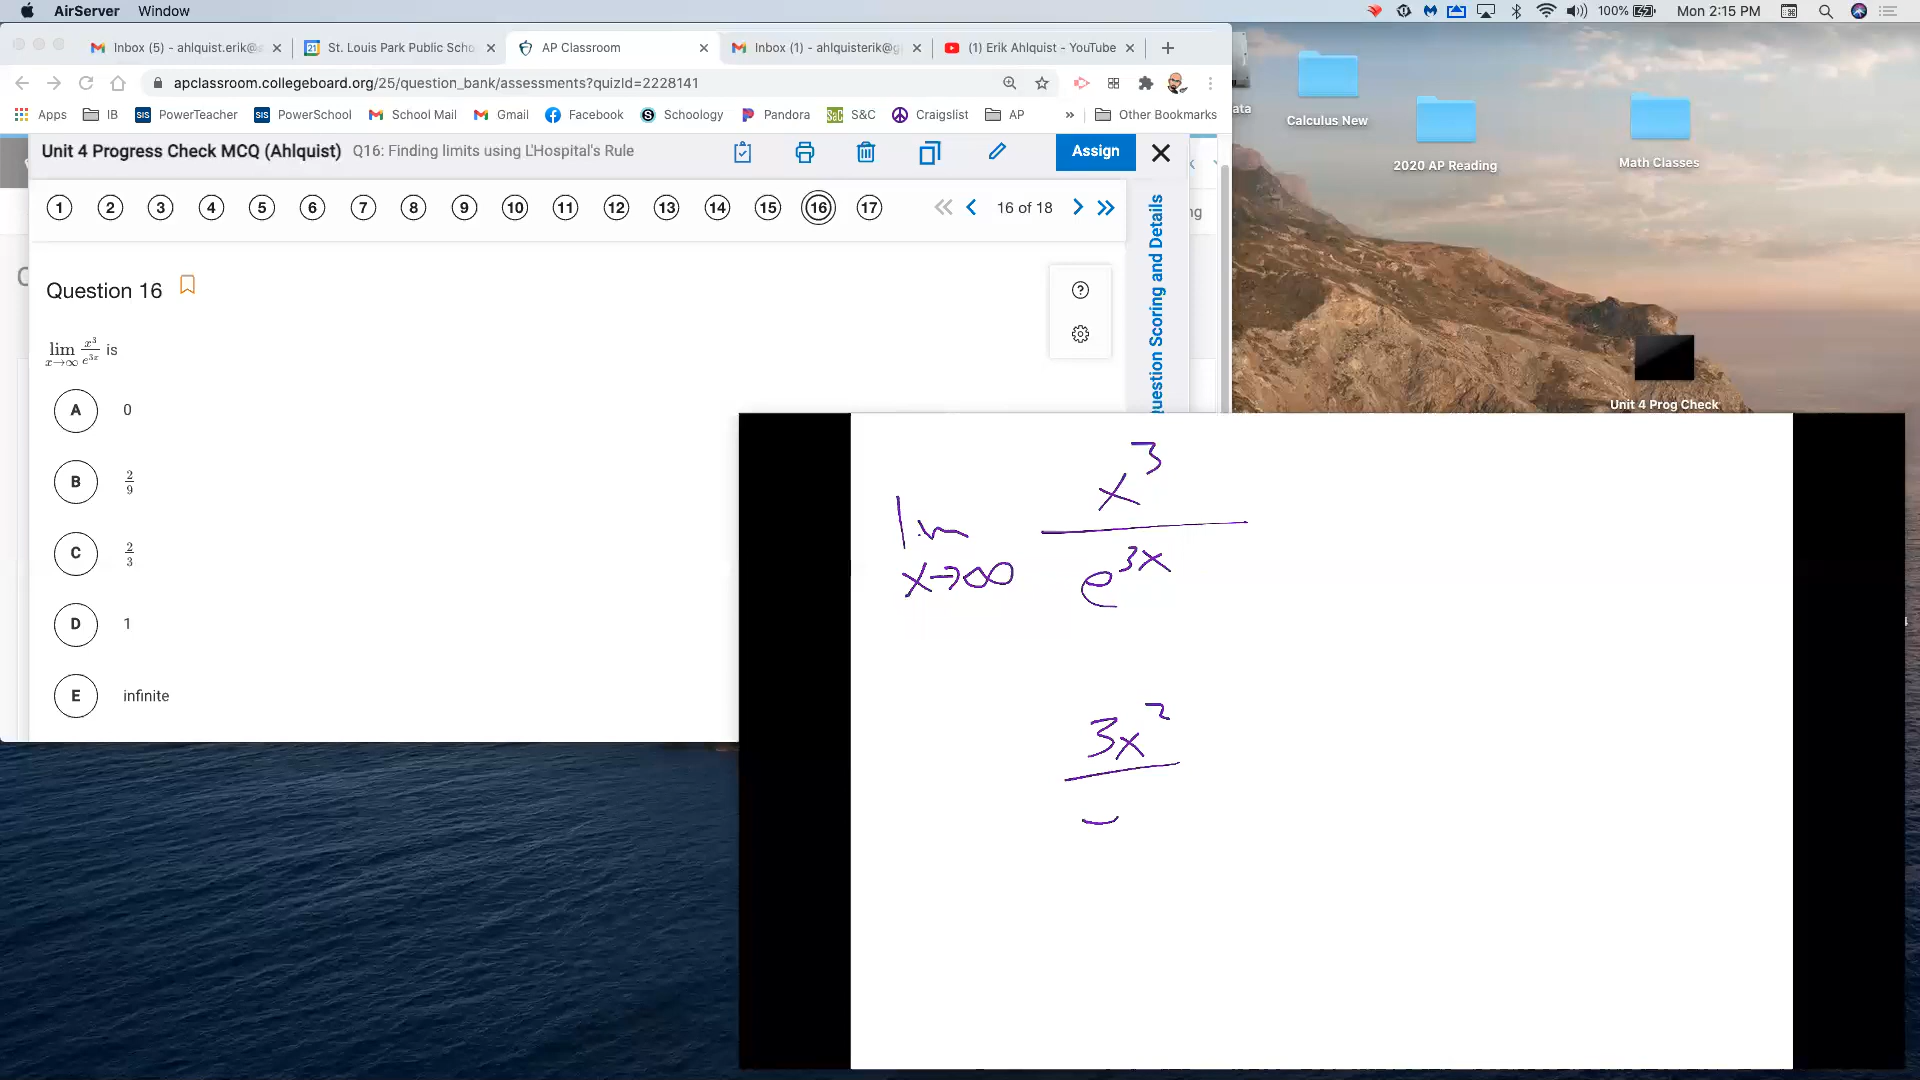 AirServer Window 100% Mon 2:15 PM
Inbox (5) - ahlquist.erik@s St. Louis Park Public Scho AP Classroom Inbox (1) - ahlquisterik@g (1) Erik Ahlquist - YouTube
apclassroom.collegeboard.org/25/question_bank/assessments?quizId=2228141
Apps IB SIS PowerTeacher SIS PowerSchool School Mail Gmail Facebook Schoology Pandora S&C S&C Craigslist AP » Other Bookmarks
Unit 4 Progress Check MCQ (Ahlquist) Q16: Finding limits using L'Hospital's Rule Assign
1 2 3 4 5 6 7 8 9 10 11 12 13 14 15 16 17 16 of 18
ng
Question Scoring and Details
Question 16
lim x→∞ x³/e³ˣ is
A 0
B 2/9
C 2/3
D 1
E infinite
ata
Calculus New
2020 AP Reading
Math Classes
Unit 4 Prog Check
lim x→∞ x³/e³ˣ
3x²